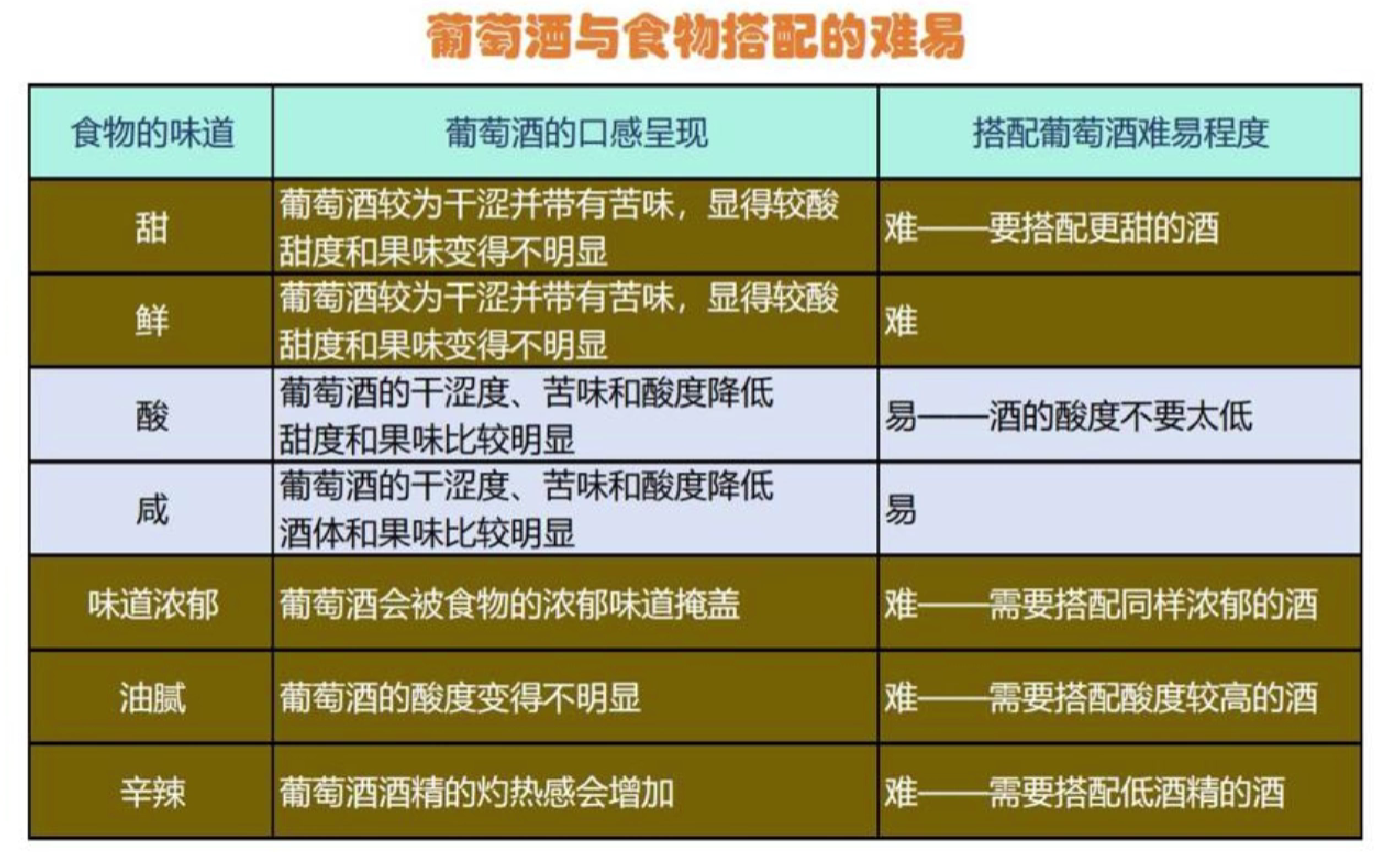 葡萄酒与食物搭配的难易
食物的味道
葡萄酒的口感呈现
搭配葡萄酒难易程度
甜
葡萄酒较为干涩并带有苦味，显得较酸
甜度和果味变得不明显
难——要搭配更甜的酒
鲜
葡萄酒较为干涩并带有苦味，显得较酸
甜度和果味变得不明显
难
酸
葡萄酒的干涩度、苦味和酸度降低
甜度和果味比较明显
易——酒的酸度不要太低
咸
葡萄酒的干涩度、苦味和酸度降低
酒体和果味比较明显
易
味道浓郁
葡萄酒会被食物的浓郁味道掩盖
难——需要搭配同样浓郁的酒
油腻
葡萄酒的酸度变得不明显
难——需要搭配酸度较高的酒
辛辣
葡萄酒酒精的灼热感会增加
难——需要搭配低酒精的酒